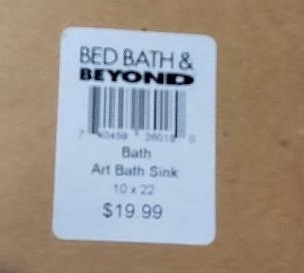 BED BATH &
BEYOND
Bath
Art Bath Sink
10 x 22
$19.99